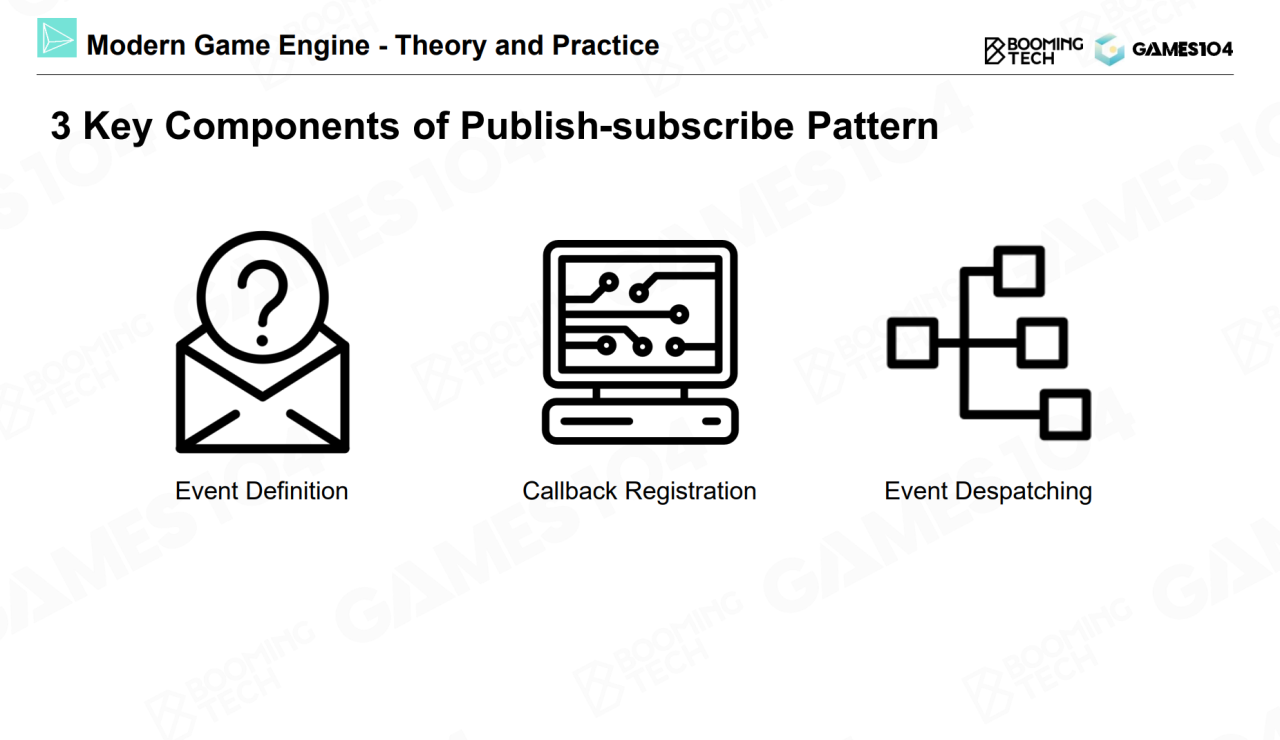 Modern Game Engine - Theory and Practice
BOOMING
TECH
GAMES104
3 Key Components of Publish-subscribe Pattern
?
Event Definition
Callback Registration
Event Despatching